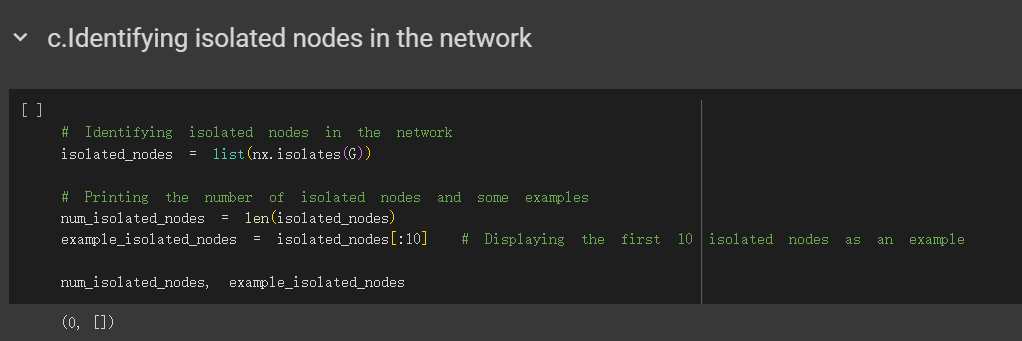 c.Identifying isolated nodes in the network
[ ]
# Identifying isolated nodes in the network
isolated_nodes = list(nx.isolates(G))
# Printing the number of isolated nodes and some examples
num_isolated_nodes = len(isolated_nodes)
example_isolated_nodes = isolated_nodes[:10] # Displaying the first 10 isolated nodes as an example
num_isolated_nodes, example_isolated_nodes
(0, [])